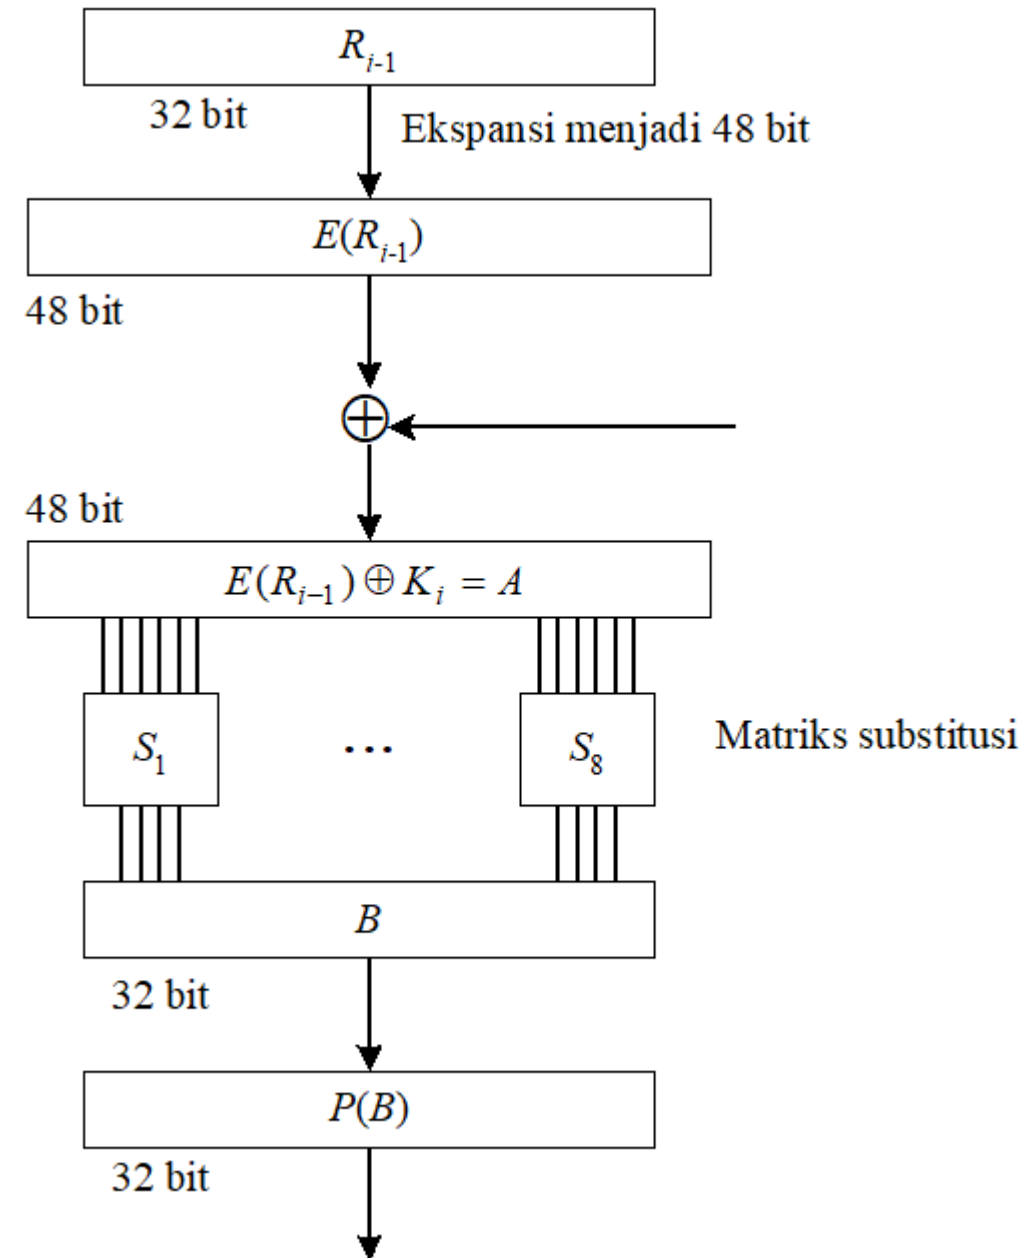 R_{i-1}
32 bit
Ekspansi menjadi 48 bit
E(R_{i-1})
48 bit
⊕
48 bit
E(R_{i–1}) ⊕ K_i = A
S_1
...
S_8
Matriks substitusi
B
32 bit
P(B)
32 bit